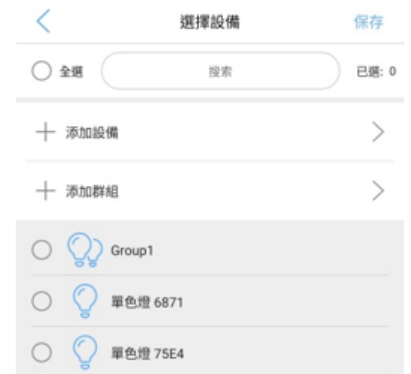 選擇設備 保存
全選 搜索 已選: 0
添加設備
添加群組
Group1
單色燈 6871
單色燈 75E4